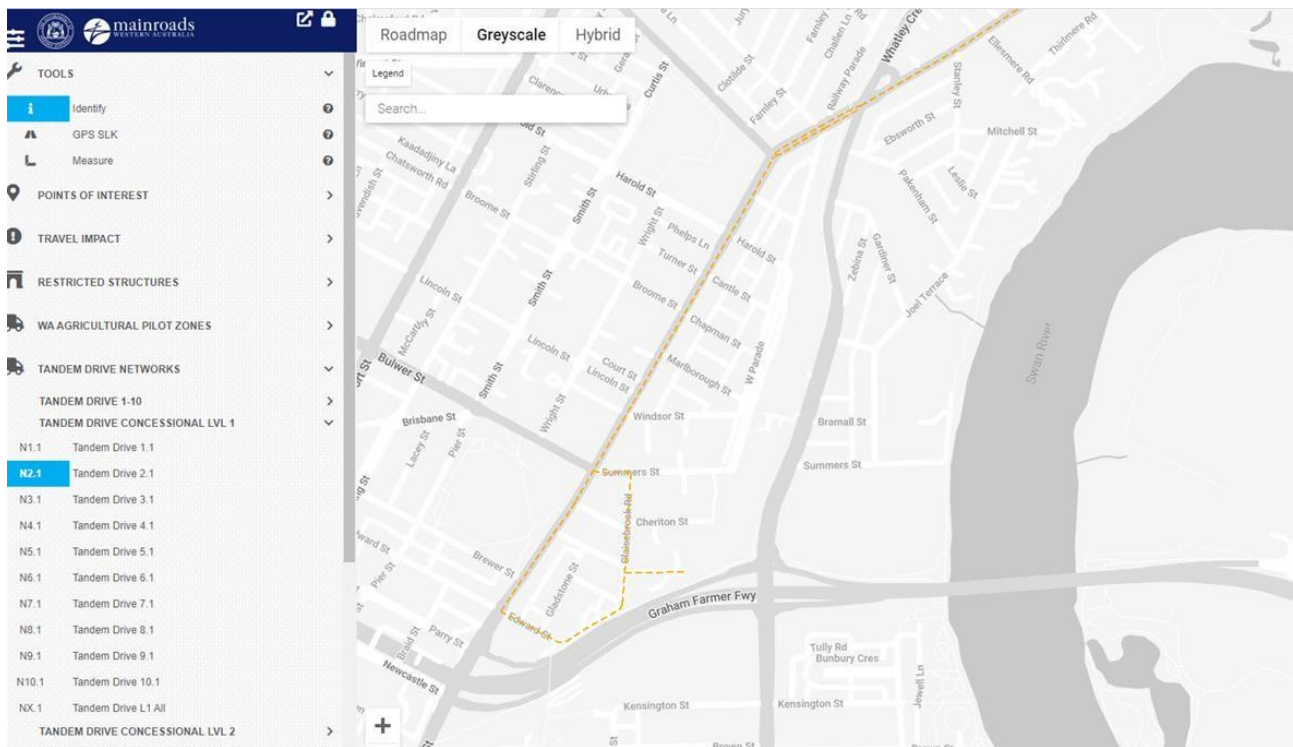 mainroads
WESTERN AUSTRALIA
TOOLS
i Identify
GPS SLK
Measure
POINTS OF INTEREST
TRAVEL IMPACT
RESTRICTED STRUCTURES
WA AGRICULTURAL PILOT ZONES
TANDEM DRIVE NETWORKS
TANDEM DRIVE 1-10
TANDEM DRIVE CONCESSIONAL LVL 1
N1.1 Tandem Drive 1.1
N2.1 Tandem Drive 2.1
N3.1 Tandem Drive 3.1
N4.1 Tandem Drive 4.1
N5.1 Tandem Drive 5.1
N6.1 Tandem Drive 6.1
N7.1 Tandem Drive 7.1
N8.1 Tandem Drive 8.1
N9.1 Tandem Drive 9.1
N10.1 Tandem Drive 10.1
NX.1 Tandem Drive L1 All
TANDEM DRIVE CONCESSIONAL LVL 2
Roadmap Greyscale Hybrid
Legend
Search...
Curtis St
Clotilde St
Farnley St
Farnley St
Challen Ln
Railway Parade
Whatley Cre
Ellesmere Rd
Thirlmere Rd
Stanley St
Ebsworth St
Mitchell St
Leslie St
Pakenham St
Kaadadjiny La
Chatsworth Rd
Stirling St
Broome St
Smith St
Harold St
Wright St
Phelps Ln
Harold St
Turner St
Cantle St
Broome St
Chapman St
Zebina St
Gardiner St
Joel Terrace
Swan River
Lincoln St
Smith St
McCarthy St
Lincoln St
Court St
Lincoln St
Marlborough St
W Parade
Bulwer St
Smith St
Wright St
Windsor St
Bramall St
Brisbane St
Lacey St
Pier St
Summers St
Summers St
Claisebrook Rd
Cheriton St
Brewer St
Pier St
Gladstone St
Edward St
Graham Farmer Fwy
Parry St
Braid St
Newcastle St
Tully Rd
Bunbury Cres
Jewell Ln
Kensington St
Kensington St
+